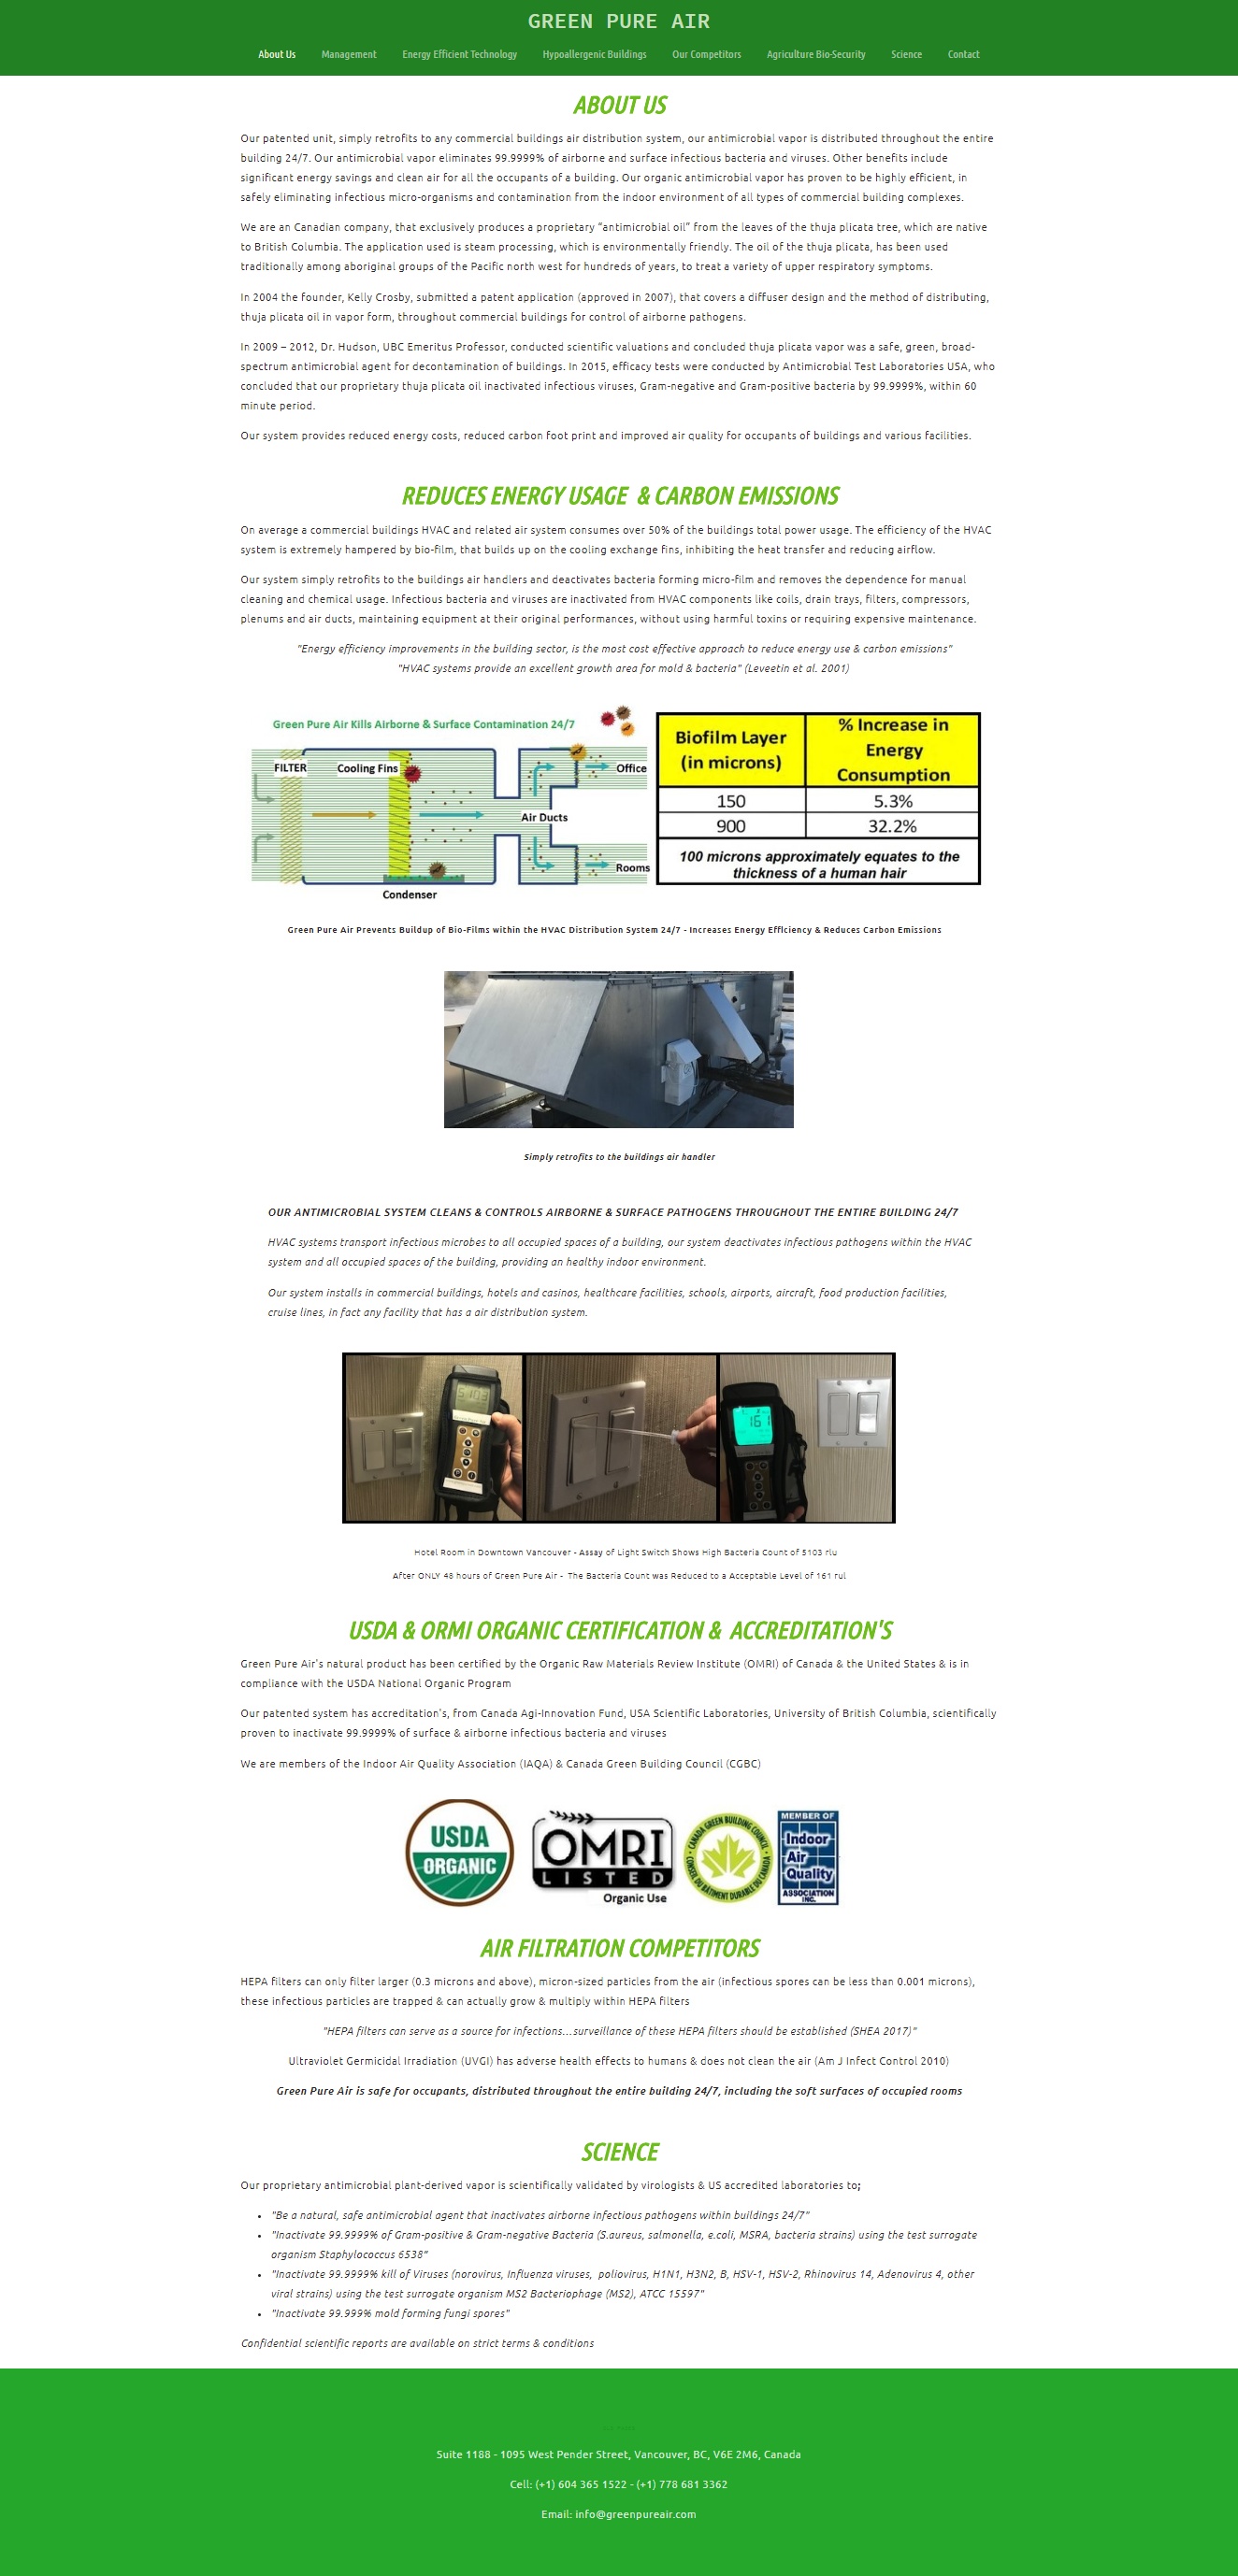 GREEN PURE AIR
About Us Management Energy Efficient Technology Hypoallergenic Buildings Our Competitors Agriculture Bio-Security Science Contact
ABOUT US
Our patented unit, simply retrofits to any commercial buildings air distribution system, our antimicrobial vapor is distributed throughout the entire
building 24/7. Our antimicrobial vapor eliminates 99.9999% of airborne and surface infectious bacteria and viruses. Other benefits include
significant energy savings and clean air for all the occupants of a building. Our organic antimicrobial vapor has proven to be highly efficient, in
safely eliminating infectious micro-organisms and contamination from the indoor environment of all types of commercial building complexes.
We are an Canadian company, that exclusively produces a proprietary “antimicrobial oil” from the leaves of the thuja plicata tree, which are native
to British Columbia. The application used is steam processing, which is environmentally friendly. The oil of the thuja plicata, has been used
traditionally among aboriginal groups of the Pacific north west for hundreds of years, to treat a variety of upper respiratory symptoms.
In 2004 the founder, Kelly Crosby, submitted a patent application (approved in 2007), that covers a diffuser design and the method of distributing,
thuja plicata oil in vapor form, throughout commercial buildings for control of airborne pathogens.
In 2009 – 2012, Dr. Hudson, UBC Emeritus Professor, conducted scientific valuations and concluded thuja plicata vapor was a safe, green, broad-
spectrum antimicrobial agent for decontamination of buildings. In 2015, efficacy tests were conducted by Antimicrobial Test Laboratories USA, who
concluded that our proprietary thuja plicata oil inactivated infectious viruses, Gram-negative and Gram-positive bacteria by 99.9999%, within 60
minute period.
Our system provides reduced energy costs, reduced carbon foot print and improved air quality for occupants of buildings and various facilities.
REDUCES ENERGY USAGE & CARBON EMISSIONS
On average a commercial buildings HVAC and related air system consumes over 50% of the buildings total power usage. The efficiency of the HVAC
system is extremely hampered by bio-film, that builds up on the cooling exchange fins, inhibiting the heat transfer and reducing airflow.
Our system simply retrofits to the buildings air handlers and deactivates bacteria forming micro-film and removes the dependence for manual
cleaning and chemical usage. Infectious bacteria and viruses are inactivated from HVAC components like coils, drain trays, filters, compressors,
plenums and air ducts, maintaining equipment at their original performances, without using harmful toxins or requiring expensive maintenance.
"Energy efficiency improvements in the building sector, is the most cost effective approach to reduce energy use & carbon emissions"
"HVAC systems provide an excellent growth area for mold & bacteria" (Leveetin et al. 2001)
Green Pure Air Kills Airborne & Surface Contamination 24/7
FILTER
Cooling Fins
Office
Air Ducts
Rooms
Condenser
Biofilm Layer (in microns) % Increase in Energy Consumption
150 5.3%
900 32.2%
100 microns approximately equates to the
thickness of a human hair
Green Pure Air Prevents Buildup of Bio-Films within the HVAC Distribution System 24/7 - Increases Energy Efficiency & Reduces Carbon Emissions
Simply retrofits to the buildings air handler
OUR ANTIMICROBIAL SYSTEM CLEANS & CONTROLS AIRBORNE & SURFACE PATHOGENS THROUGHOUT THE ENTIRE BUILDING 24/7
HVAC systems transport infectious microbes to all occupied spaces of a building, our system deactivates infectious pathogens within the HVAC
system and all occupied spaces of the building, providing an healthy indoor environment.
Our system installs in commercial buildings, hotels and casinos, healthcare facilities, schools, airports, aircraft, food production facilities,
cruise lines, in fact any facility that has a air distribution system.
5103
161
Hotel Room in Downtown Vancouver - Assay of Light Switch Shows High Bacteria Count of 5103 rlu
After ONLY 48 hours of Green Pure Air - The Bacteria Count was Reduced to a Acceptable Level of 161 rul
USDA & ORMI ORGANIC CERTIFICATION & ACCREDITATION'S
Green Pure Air's natural product has been certified by the Organic Raw Materials Review Institute (OMRI) of Canada & the United States & is in
compliance with the USDA National Organic Program
Our patented system has accreditation's, from Canada Agi-Innovation Fund, USA Scientific Laboratories, University of British Columbia, scientifically
proven to inactivate 99.9999% of surface & airborne infectious bacteria and viruses
We are members of the Indoor Air Quality Association (IAQA) & Canada Green Building Council (CGBC)
USDA
ORGANIC
OMRI
LISTED
Organic Use
CANADA GREEN BUILDING COUNCIL
CONSEIL DU BÂTIMENT DURABLE DU CANADA
MEMBER OF
Indoor
Air
Quality
ASSOCIATION
INC.
AIR FILTRATION COMPETITORS
HEPA filters can only filter larger (0.3 microns and above), micron-sized particles from the air (infectious spores can be less than 0.001 microns),
these infectious particles are trapped & can actually grow & multiply within HEPA filters
"HEPA filters can serve as a source for infections...surveillance of these HEPA filters should be established (SHEA 2017)"
Ultraviolet Germicidal Irradiation (UVGI) has adverse health effects to humans & does not clean the air (Am J Infect Control 2010)
Green Pure Air is safe for occupants, distributed throughout the entire building 24/7, including the soft surfaces of occupied rooms
SCIENCE
Our proprietary antimicrobial plant-derived vapor is scientifically validated by virologists & US accredited laboratories to;
• "Be a natural, safe antimicrobial agent that inactivates airborne infectious pathogens within buildings 24/7"
• "Inactivate 99.9999% of Gram-positive & Gram-negative Bacteria (S.aureus, salmonella, e.coli, MSRA, bacteria strains) using the test surrogate
organism Staphylococcus 6538"
• "Inactivate 99.9999% kill of Viruses (norovirus, Influenza viruses, poliovirus, H1N1, H3N2, B, HSV-1, HSV-2, Rhinovirus 14, Adenovirus 4, other
viral strains) using the test surrogate organism MS2 Bacteriophage (MS2), ATCC 15597"
• "Inactivate 99.999% mold forming fungi spores"
Confidential scientific reports are available on strict terms & conditions
Suite 1188 - 1095 West Pender Street, Vancouver, BC, V6E 2M6, Canada
Cell: (+1) 604 365 1522 - (+1) 778 681 3362
Email: info@greenpureair.com